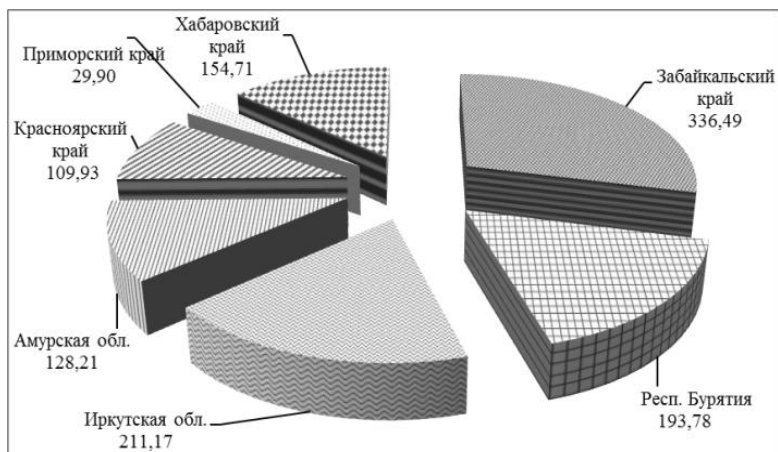 Хабаровский
край
154,71
Приморский край
29,90
Забайкальский
край
336,49
Красноярский
край
109,93
Амурская обл.
128,21
Респ. Бурятия
193,78
Иркутская обл.
211,17